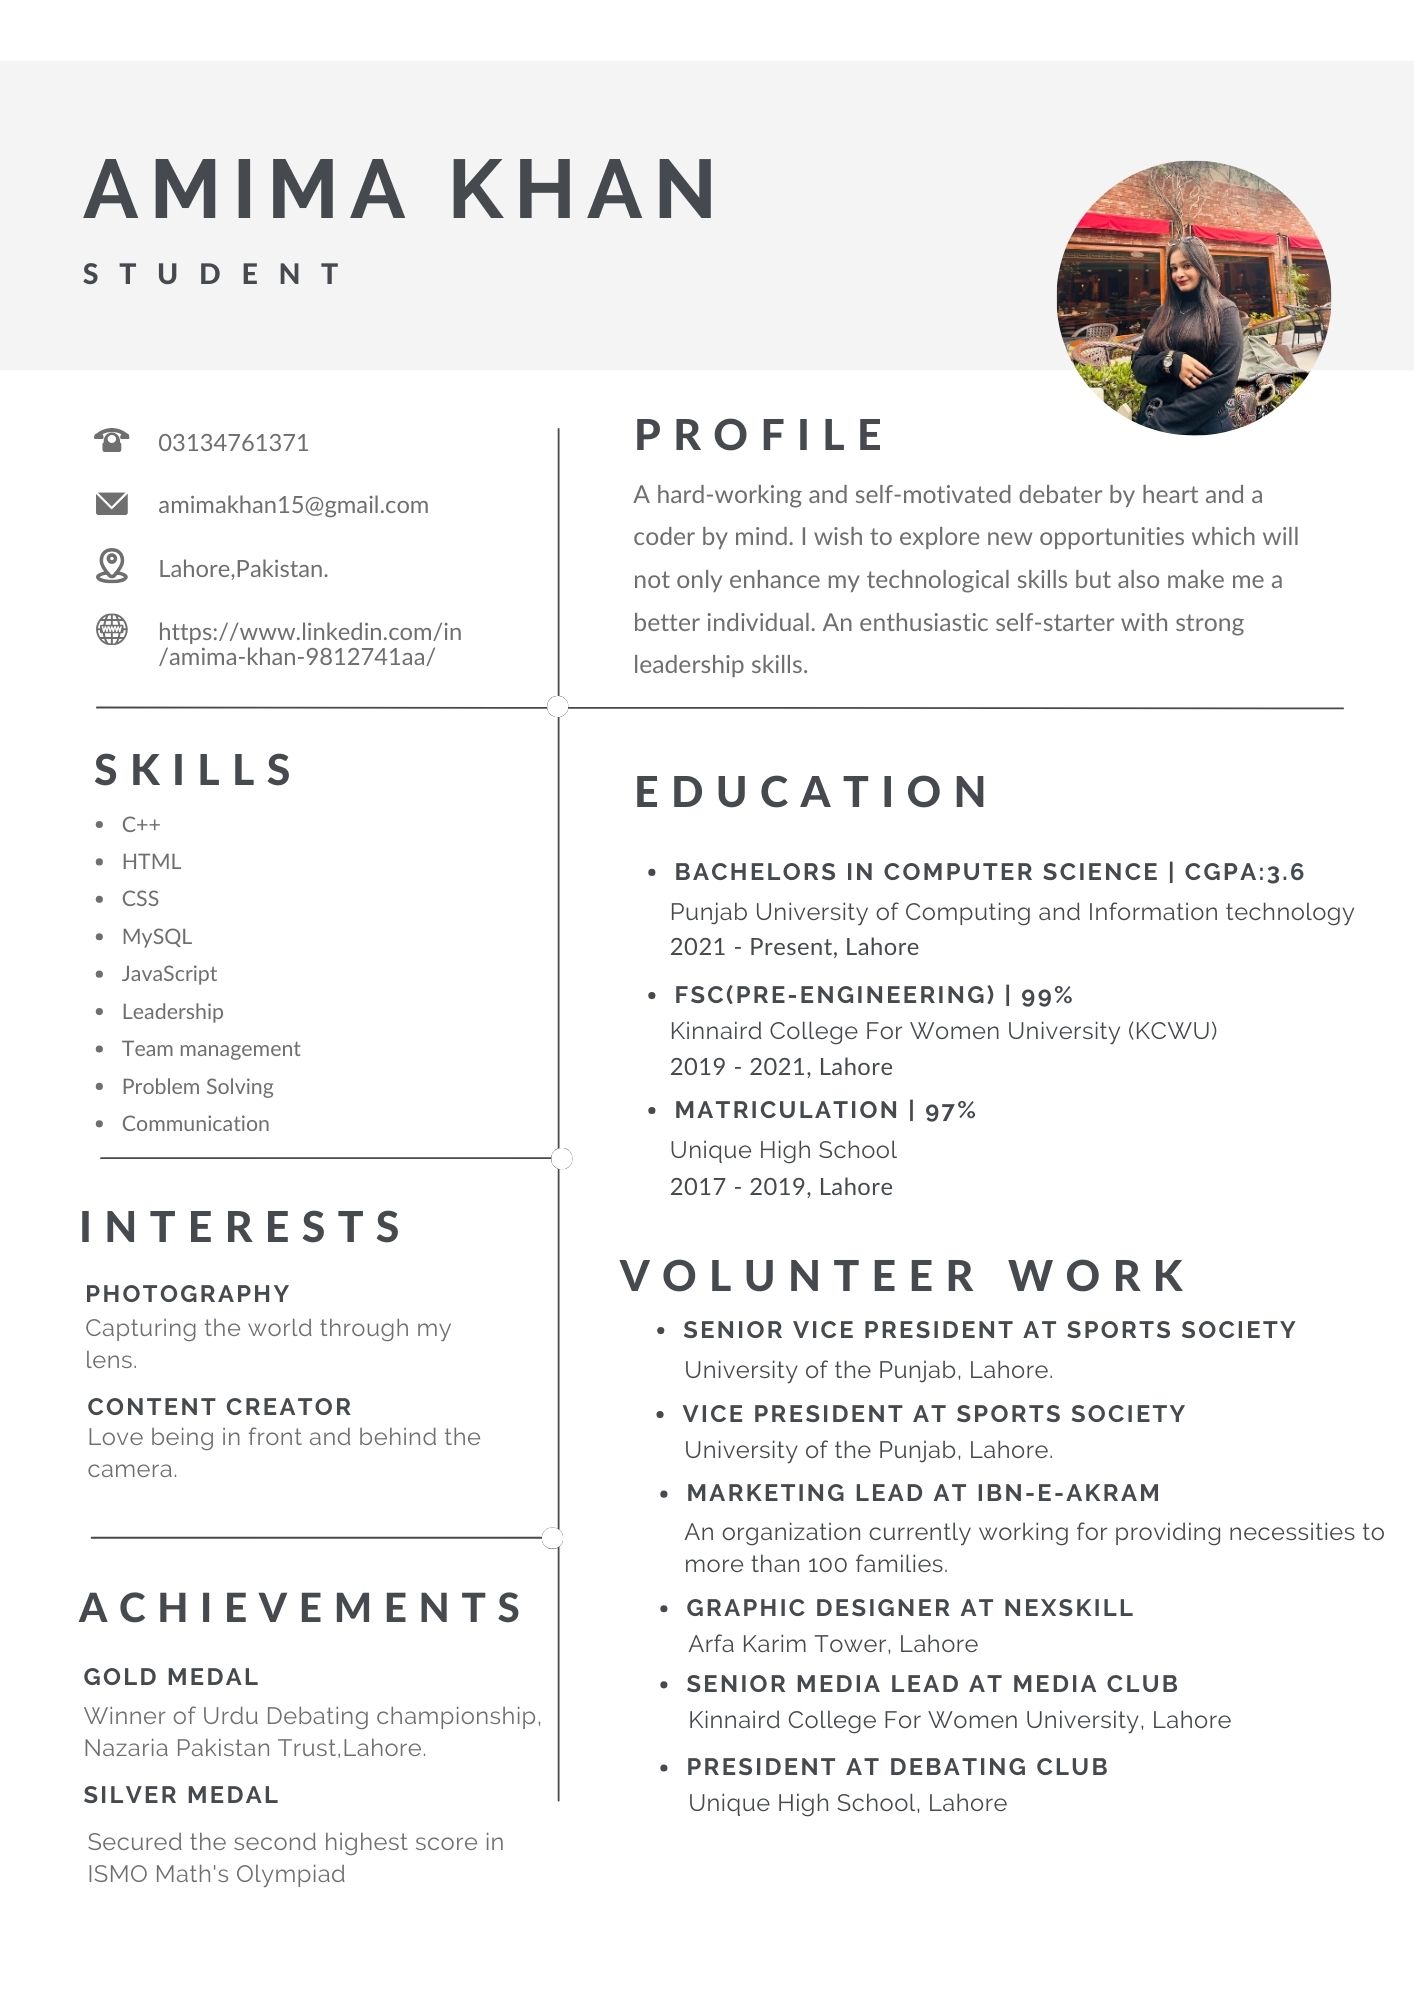 AMIMA KHAN
STUDENT
03134761371
amimakhan15@gmail.com
Lahore,Pakistan.
https://www.linkedin.com/in
/amima-khan-9812741aa/
PROFILE
A hard-working and self-motivated debater by heart and a
coder by mind. I wish to explore new opportunities which will
not only enhance my technological skills but also make me a
better individual. An enthusiastic self-starter with strong
leadership skills.
SKILLS
• C++
• HTML
• CSS
• MySQL
• JavaScript
• Leadership
• Team management
• Problem Solving
• Communication
INTERESTS
PHOTOGRAPHY
Capturing the world through my
lens.
CONTENT CREATOR
Love being in front and behind the
camera.
ACHIEVEMENTS
GOLD MEDAL
Winner of Urdu Debating championship,
Nazaria Pakistan Trust,Lahore.
SILVER MEDAL
Secured the second highest score in
ISMO Math's Olympiad
EDUCATION
• BACHELORS IN COMPUTER SCIENCE | CGPA:3.6
Punjab University of Computing and Information technology
2021 - Present, Lahore
• FSC(PRE-ENGINEERING) | 99%
Kinnaird College For Women University (KCWU)
2019 - 2021, Lahore
• MATRICULATION | 97%
Unique High School
2017 - 2019, Lahore
VOLUNTEER WORK
• SENIOR VICE PRESIDENT AT SPORTS SOCIETY
University of the Punjab, Lahore.
• VICE PRESIDENT AT SPORTS SOCIETY
University of the Punjab, Lahore.
• MARKETING LEAD AT IBN-E-AKRAM
An organization currently working for providing necessities to
more than 100 families.
• GRAPHIC DESIGNER AT NEXSKILL
Arfa Karim Tower, Lahore
• SENIOR MEDIA LEAD AT MEDIA CLUB
Kinnaird College For Women University, Lahore
• PRESIDENT AT DEBATING CLUB
Unique High School, Lahore